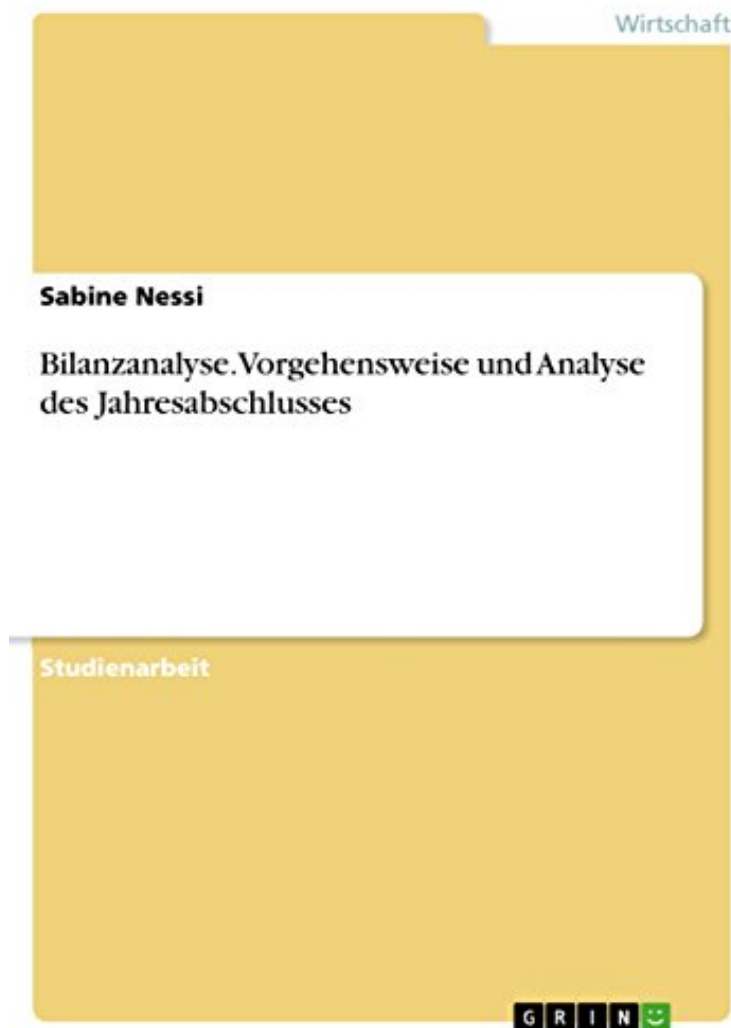 Wirtschaft
Sabine Nessi
Bilanzanalyse. Vorgehensweise und Analyse
des Jahresabschlusses
Studienarbeit
GRIN